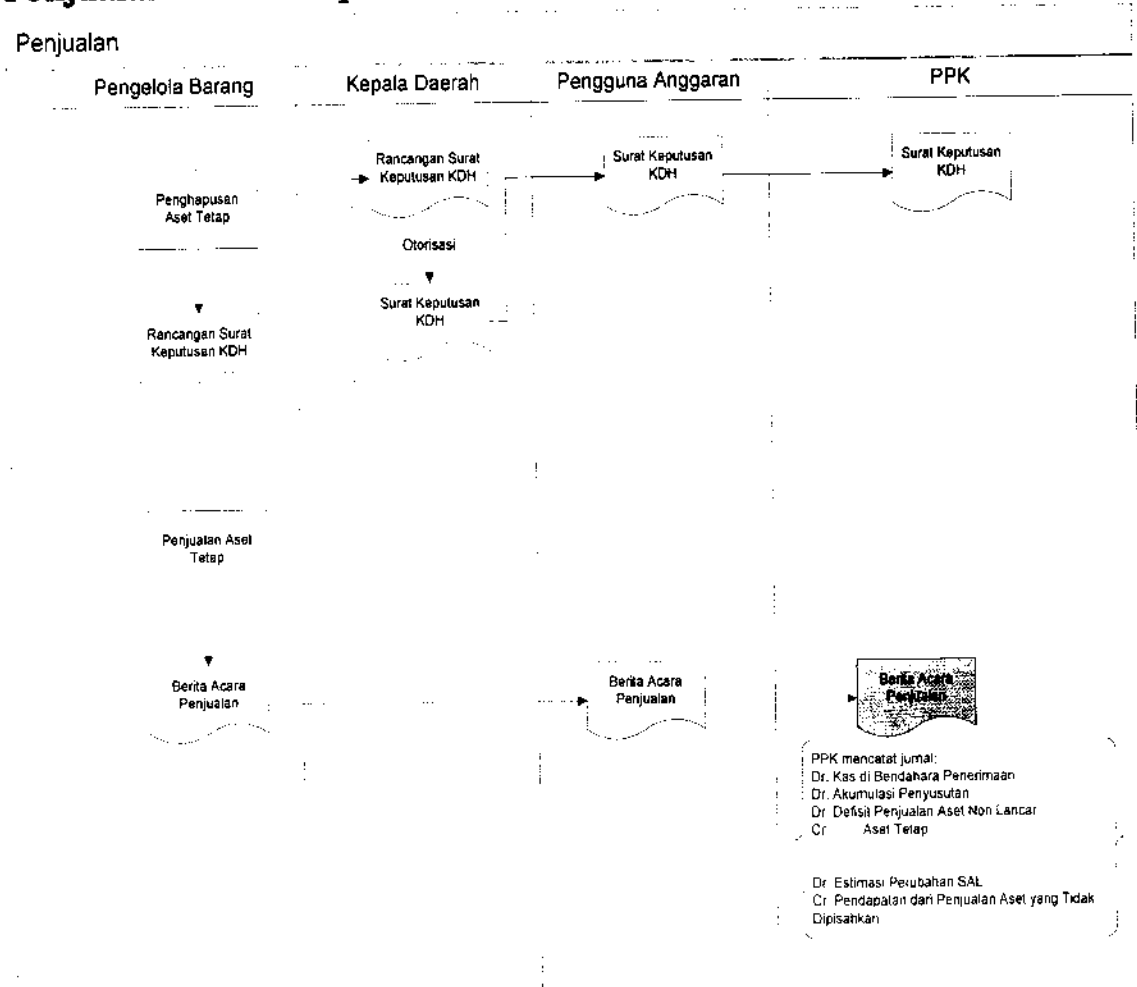 Penjualan
Pengelola Barang
Kepala Daerah
Pengguna Anggaran
PPK
Rancangan Surat
Keputusan KDH
Surat Keputusan
KDH
Surat Keputusan
KDH
Penghapusan
Aset Tetap
Otorisasi
Surat Keputusan
KDH
Rancangan Surat
Keputusan KDH
Penjualan Aset
Tetap
Berita Acara
Penjualan
Berita Acara
Penjualan
Berita Acara
Penjualan
PPK mencatat jurnal:
Dr. Kas di Bendahara Penerimaan
Dr. Akumulasi Penyusutan
Dr Defisit Penjualan Aset Non Lancar
Cr Aset Tetap
Dr Estimasi Perubahan SAL
Cr Pendapatan dari Penjualan Aset yang Tidak
Dipisahkan